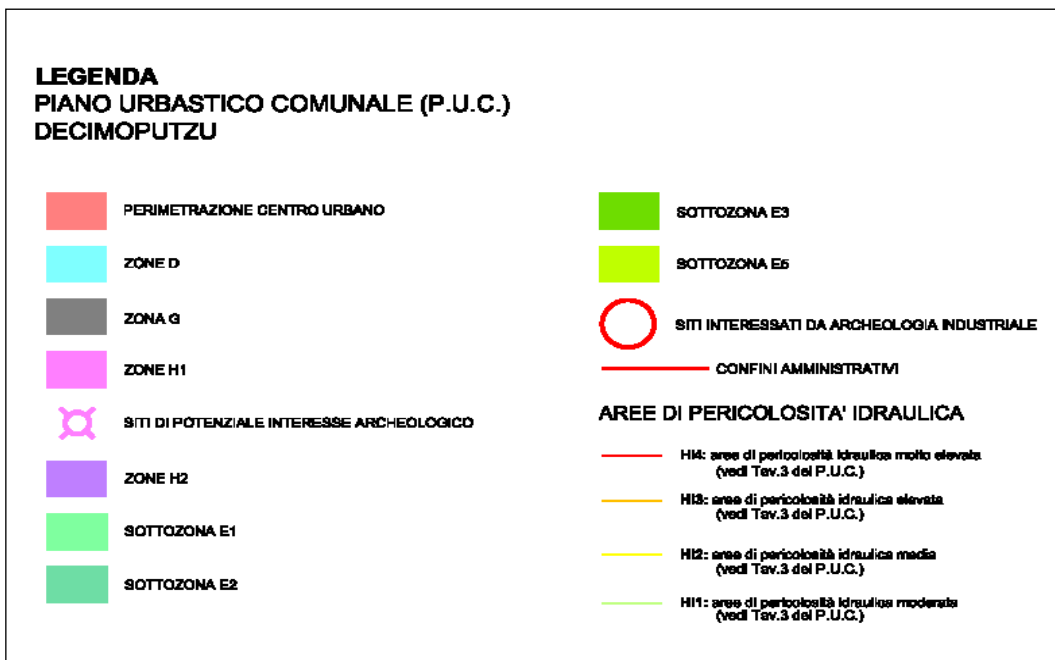 LEGENDA
PIANO URBASTICO COMUNALE (P.U.C.)
DECIMOPUTZU
PERIMETRAZIONE CENTRO URBANO
ZONE D
ZONA G
ZONE H1
SITI DI POTENZIALE INTERESSE ARCHEOLOGICO
ZONE H2
SOTTOZONA E1
SOTTOZONA E2
SOTTOZONA E3
SOTTOZONA E5
SITI INTERESSATI DA ARCHEOLOGIA INDUSTRIALE
CONFINI AMMINISTRATIVI
AREE DI PERICOLOSITA' IDRAULICA
HI4: aree di pericolosità idraulica molto elevata
(vedi Tav.3 del P.U.C.)
HI3: aree di pericolosità idraulica elevata
(vedi Tav.3 del P.U.C.)
HI2: aree di pericolosità idraulica media
(vedi Tav.3 del P.U.C.)
HI1: aree di pericolosità idraulica moderata
(vedi Tav.3 del P.U.C.)